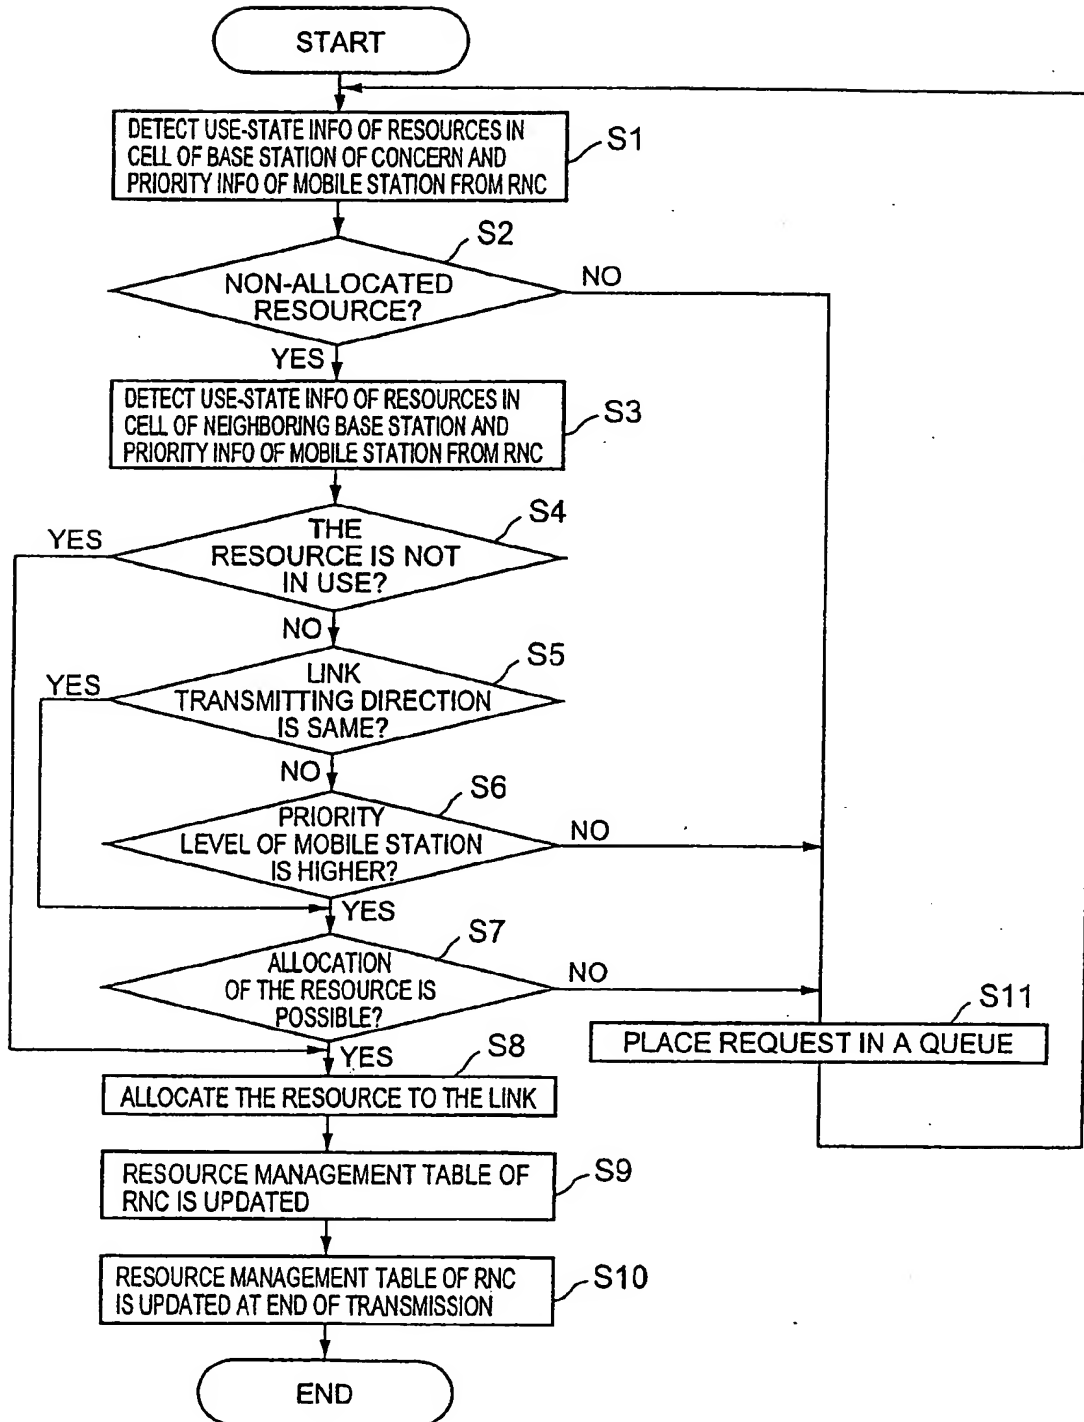 START
DETECT USE-STATE INFO OF RESOURCES IN
CELL OF BASE STATION OF CONCERN AND
PRIORITY INFO OF MOBILE STATION FROM RNC
S1
S2
NON-ALLOCATED
RESOURCE?
NO
YES
DETECT USE-STATE INFO OF RESOURCES IN
CELL OF NEIGHBORING BASE STATION AND
PRIORITY INFO OF MOBILE STATION FROM RNC
S3
S4
YES
THE
RESOURCE IS NOT
IN USE?
NO
S5
YES
LINK
TRANSMITTING DIRECTION
IS SAME?
NO
S6
PRIORITY
LEVEL OF MOBILE STATION
IS HIGHER?
NO
YES
S7
ALLOCATION
OF THE RESOURCE IS
POSSIBLE?
NO
S11
PLACE REQUEST IN A QUEUE
YES
S8
ALLOCATE THE RESOURCE TO THE LINK
RESOURCE MANAGEMENT TABLE OF
RNC IS UPDATED
S9
RESOURCE MANAGEMENT TABLE OF RNC
IS UPDATED AT END OF TRANSMISSION
S10
END